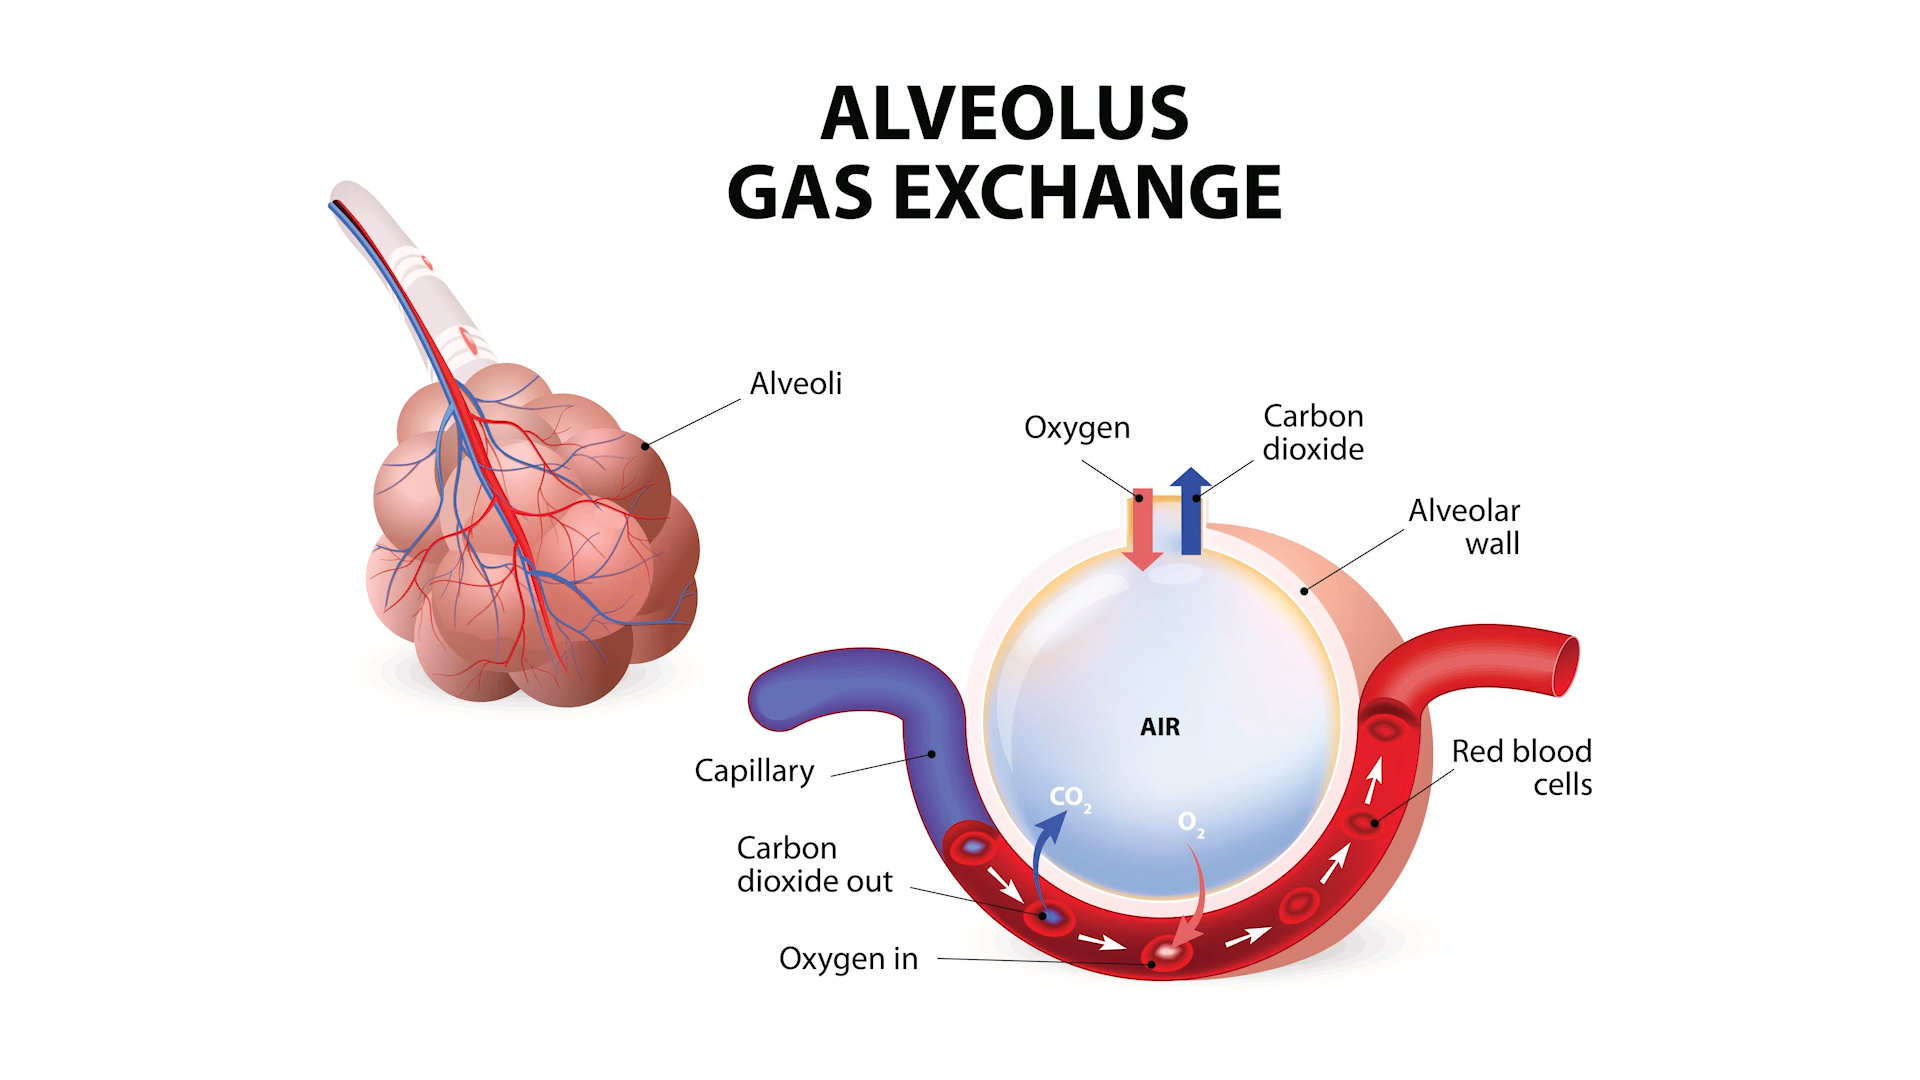 ALVEOLUS
GAS EXCHANGE
Alveoli
Oxygen
Carbon
dioxide
Alveolar
wall
AIR
Capillary
Red blood
cells
CO₂
O₂
Carbon
dioxide out
Oxygen in